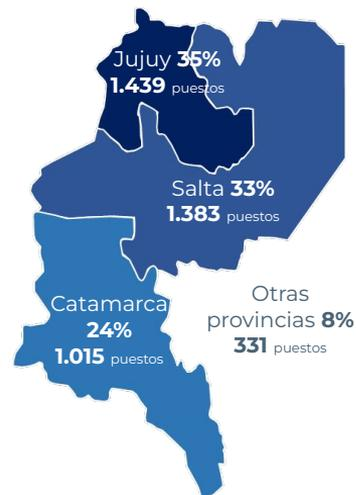 Jujuy 35%
1.439 puestos
Salta 33%
1.383 puestos
Catamarca
24%
1.015 puestos
Otras
provincias 8%
331 puestos